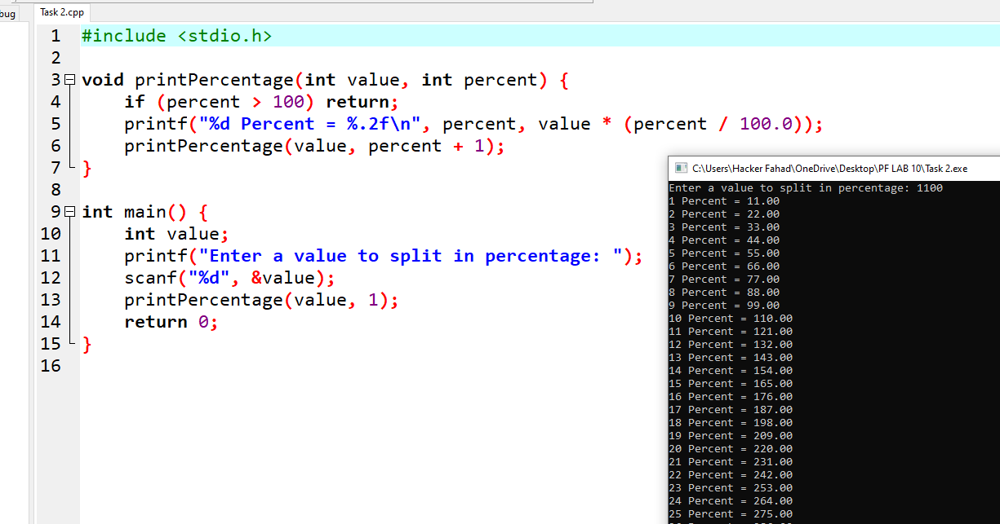 bug
Task 2.cpp
1 #include <stdio.h>
2
3 void printPercentage(int value, int percent) {
4 if (percent > 100) return;
5 printf("%d Percent = %.2f\n", percent, value * (percent / 100.0));
6 printPercentage(value, percent + 1);
7 }
8
9 int main() {
10 int value;
11 printf("Enter a value to split in percentage: ");
12 scanf("%d", &value);
13 printPercentage(value, 1);
14 return 0;
15 }
16
C:\Users\Hacker Fahad\OneDrive\Desktop\PF LAB 10\Task 2.exe
Enter a value to split in percentage: 1100
1 Percent = 11.00
2 Percent = 22.00
3 Percent = 33.00
4 Percent = 44.00
5 Percent = 55.00
6 Percent = 66.00
7 Percent = 77.00
8 Percent = 88.00
9 Percent = 99.00
10 Percent = 110.00
11 Percent = 121.00
12 Percent = 132.00
13 Percent = 143.00
14 Percent = 154.00
15 Percent = 165.00
16 Percent = 176.00
17 Percent = 187.00
18 Percent = 198.00
19 Percent = 209.00
20 Percent = 220.00
21 Percent = 231.00
22 Percent = 242.00
23 Percent = 253.00
24 Percent = 264.00
25 Percent = 275.00